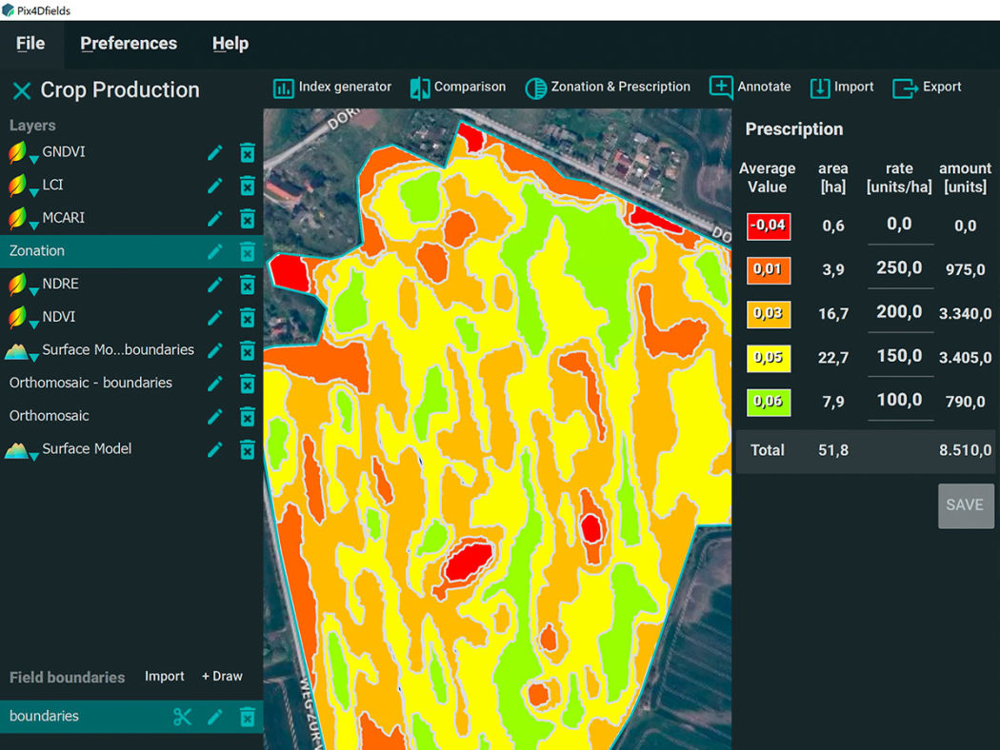 Pix4Dfields
File Preferences Help
Crop Production
Index generator Comparison Zonation & Prescription Annotate Import Export
Layers
GNDVI
LCI
MCARI
Zonation
NDRE
NDVI
Surface Mo...boundaries
Orthomosaic - boundaries
Orthomosaic
Surface Model
Field boundaries Import + Draw
boundaries
DORF
DO
WEG ZUR
Prescription
Average area rate amount
Value [ha] [units/ha] [units]
-0,04 0,6 0,0 0,0
0,01 3,9 250,0 975,0
0,03 16,7 200,0 3.340,0
0,05 22,7 150,0 3.405,0
0,06 7,9 100,0 790,0
Total 51,8 8.510,0
SAVE